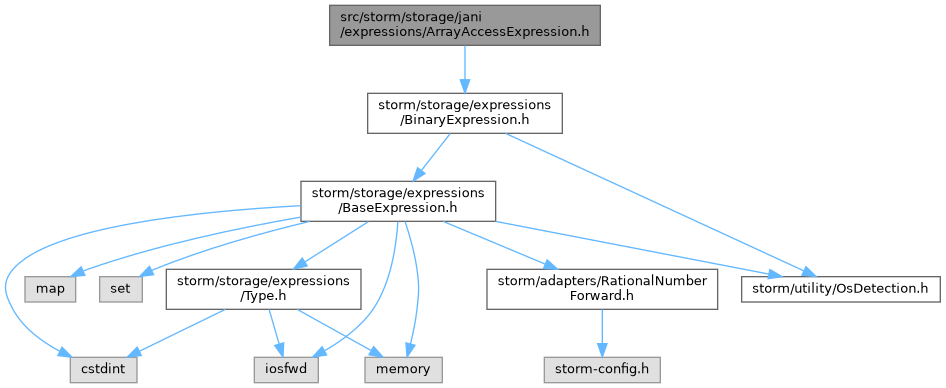 src/storm/storage/jani
/expressions/ArrayAccessExpression.h
storm/storage/expressions
/BinaryExpression.h
storm/storage/expressions
/BaseExpression.h
map
set
storm/storage/expressions
/Type.h
storm/adapters/RationalNumber
Forward.h
storm/utility/OsDetection.h
cstdint
iosfwd
memory
storm-config.h